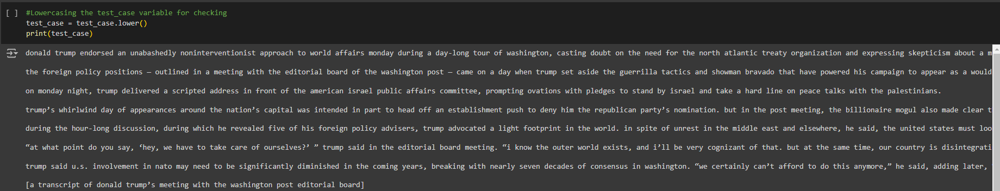 [ ] #Lowercasing the test_case variable for checking
test_case = test_case.lower()
print(test_case)
donald trump endorsed an unabashedly noninterventionist approach to world affairs monday during a day-long tour of washington, casting doubt on the need for the north atlantic treaty organization and expressing skepticism about a m
the foreign policy positions — outlined in a meeting with the editorial board of the washington post — came on a day when trump set aside the guerrilla tactics and showman bravado that have powered his campaign to appear as a would
on monday night, trump delivered a scripted address in front of the american israel public affairs committee, prompting ovations with pledges to stand by israel and take a hard line on peace talks with the palestinians.
trump’s whirlwind day of appearances around the nation’s capital was intended in part to head off an establishment push to deny him the republican party’s nomination. but in the post meeting, the billionaire mogul also made clear t
during the hour-long discussion, during which he revealed five of his foreign policy advisers, trump advocated a light footprint in the world. in spite of unrest in the middle east and elsewhere, he said, the united states must loo
“at what point do you say, ‘hey, we have to take care of ourselves?’ ” trump said in the editorial board meeting. “i know the outer world exists, and i’ll be very cognizant of that. but at the same time, our country is disintegrati
trump said u.s. involvement in nato may need to be significantly diminished in the coming years, breaking with nearly seven decades of consensus in washington. “we certainly can’t afford to do this anymore,” he said, adding later,
[a transcript of donald trump’s meeting with the washington post editorial board]